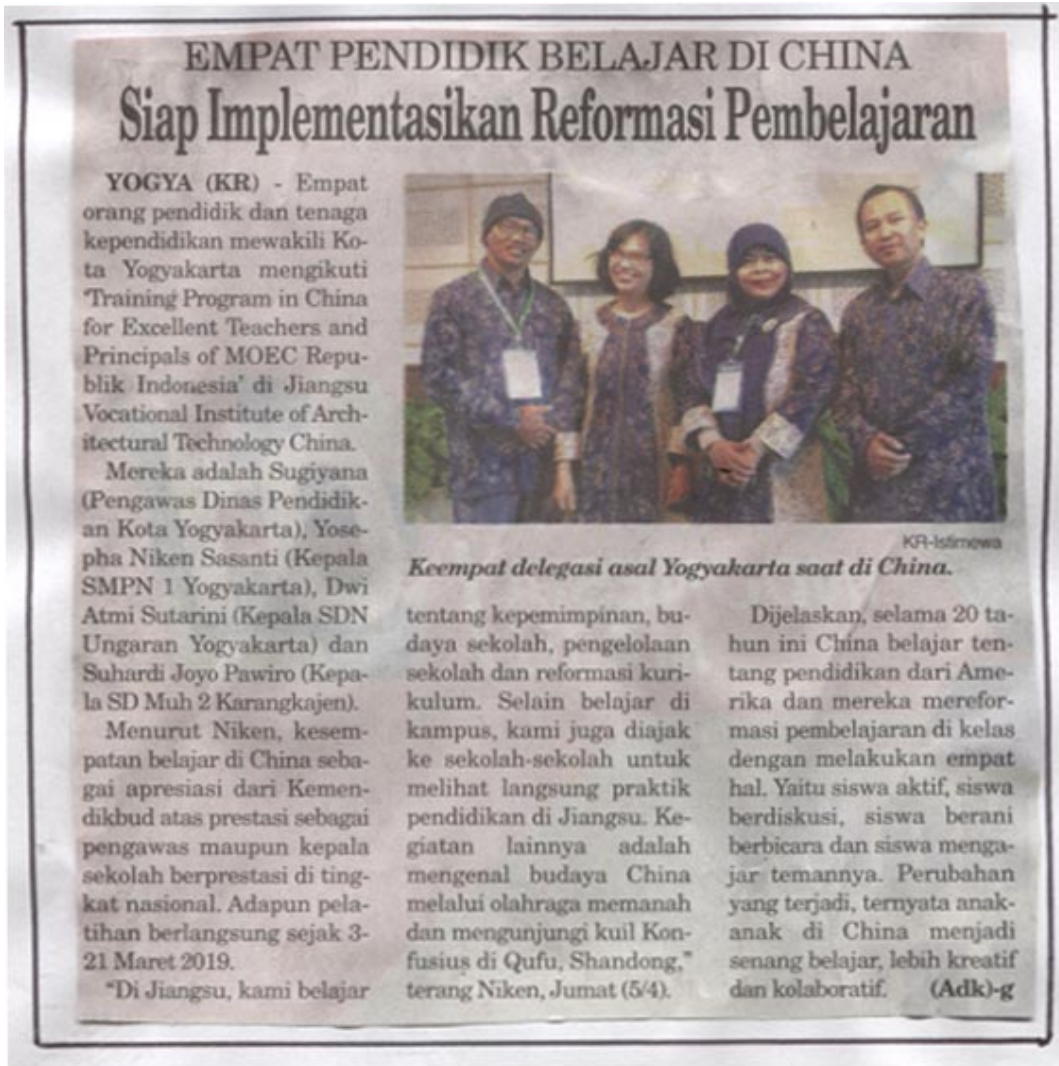 EMPAT PENDIDIK BELAJAR DI CHINA
Siap Implementasikan Reformasi Pembelajaran
YOGYA (KR) - Empat
orang pendidik dan tenaga
kependidikan mewakili Ko-
ta Yogyakarta mengikuti
'Training Program in China
for Excellent Teachers and
Principals of MOEC Repu-
blik Indonesia' di Jiangsu
Vocational Institute of Arch-
itectural Technology China.
Mereka adalah Sugiyana
(Pengawas Dinas Pendidik-
an Kota Yogyakarta), Yose-
pha Niken Sasanti (Kepala
SMPN 1 Yogyakarta), Dwi
Atmi Sutarini (Kepala SDN
Ungaran Yogyakarta) dan
Suhardi Joyo Pawiro (Kepa-
la SD Muh 2 Karangkajen).
Menurut Niken, kesem-
patan belajar di China seba-
gai apresiasi dari Kemen-
dikbud atas prestasi sebagai
pengawas maupun kepala
sekolah berprestasi di ting-
kat nasional. Adapun pela-
tihan berlangsung sejak 3-
21 Maret 2019.
"Di Jiangsu, kami belajar
KR-Istimewa
Keempat delegasi asal Yogyakarta saat di China.
tentang kepemimpinan, bu-
daya sekolah, pengelolaan
sekolah dan reformasi kuri-
kulum. Selain belajar di
kampus, kami juga diajak
ke sekolah-sekolah untuk
melihat langsung praktik
pendidikan di Jiangsu. Ke-
giatan lainnya adalah
mengenal budaya China
melalui olahraga memanah
dan mengunjungi kuil Kon-
fusius di Qufu, Shandong,"
terang Niken, Jumat (5/4).
Dijelaskan, selama 20 ta-
hun ini China belajar ten-
tang pendidikan dari Ame-
rika dan mereka merefor-
masi pembelajaran di kelas
dengan melakukan empat
hal. Yaitu siswa aktif, siswa
berdiskusi, siswa berani
berbicara dan siswa menga-
jar temannya. Perubahan
yang terjadi, ternyata anak-
anak di China menjadi
senang belajar, lebih kreatif
dan kolaboratif. (Adk)-g